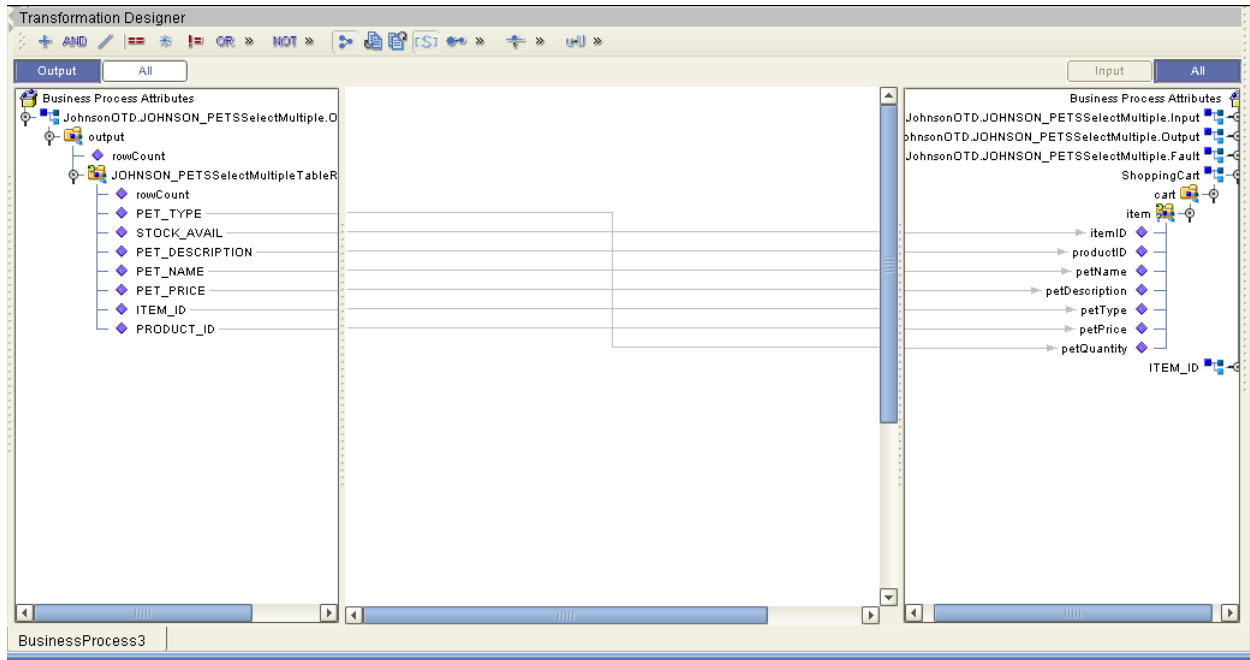 Transformation Designer
AND == != OR » NOT » [S] » » »
Output All Input All
Business Process Attributes
JohnsonOTD.JOHNSON_PETSSelectMultiple.O
output
rowCount
JOHNSON_PETSSelectMultipleTableR
rowCount
PET_TYPE
STOCK_AVAIL
PET_DESCRIPTION
PET_NAME
PET_PRICE
ITEM_ID
PRODUCT_ID
Business Process Attributes
JohnsonOTD.JOHNSON_PETSSelectMultiple.Input
ohnsonOTD.JOHNSON_PETSSelectMultiple.Output
JohnsonOTD.JOHNSON_PETSSelectMultiple.Fault
ShoppingCart
cart
item
itemID
productID
petName
petDescription
petType
petPrice
petQuantity
ITEM_ID
BusinessProcess3